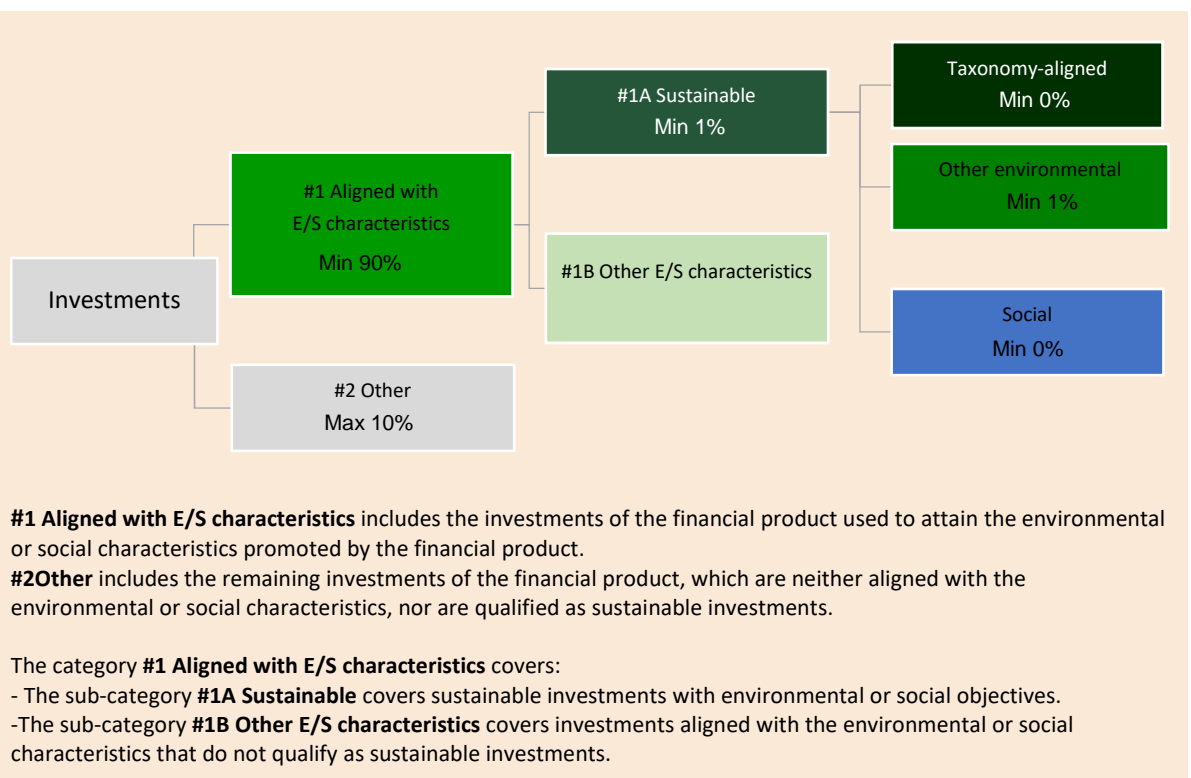 Investments
#1 Aligned with
E/S characteristics
Min 90%
#2 Other
Max 10%
#1A Sustainable
Min 1%
#1B Other E/S characteristics
Taxonomy-aligned
Min 0%
Other environmental
Min 1%
Social
Min 0%
#1 Aligned with E/S characteristics includes the investments of the financial product used to attain the environmental
or social characteristics promoted by the financial product.
#2Other includes the remaining investments of the financial product, which are neither aligned with the
environmental or social characteristics, nor are qualified as sustainable investments.
The category #1 Aligned with E/S characteristics covers:
- The sub-category #1A Sustainable covers sustainable investments with environmental or social objectives.
-The sub-category #1B Other E/S characteristics covers investments aligned with the environmental or social
characteristics that do not qualify as sustainable investments.